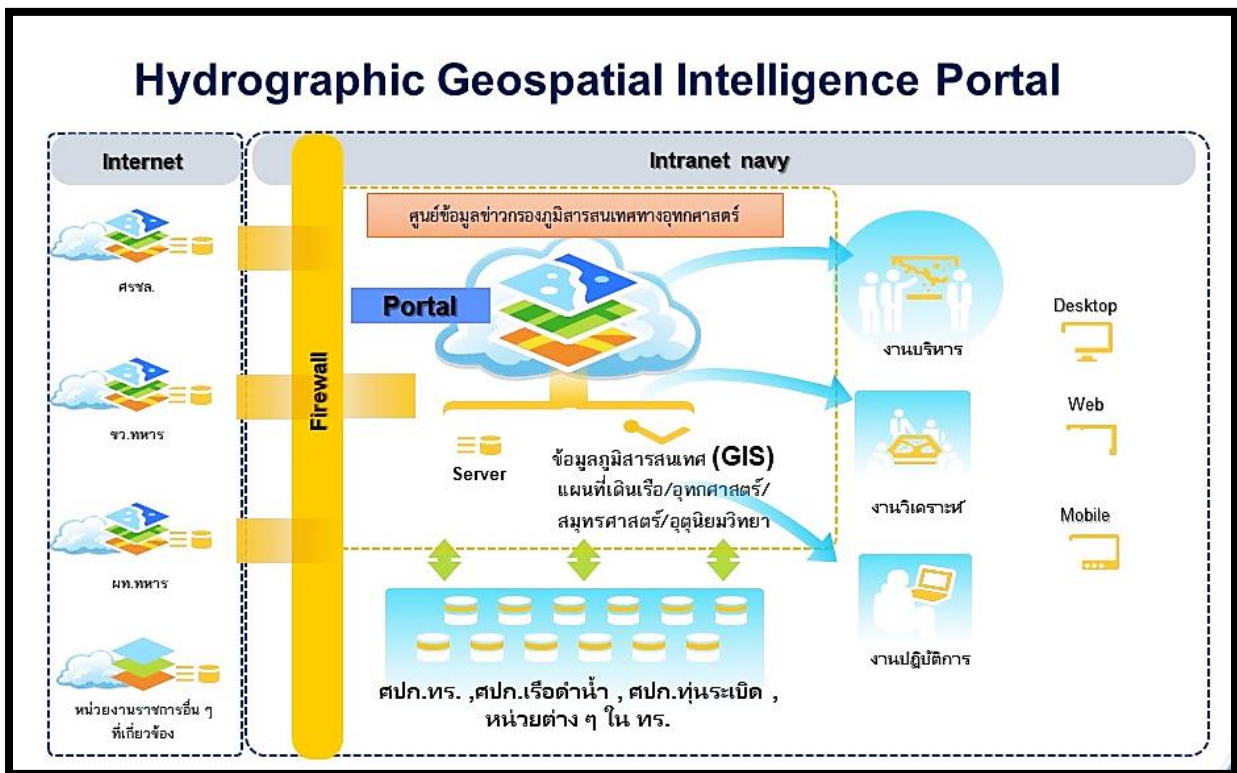 Hydrographic Geospatial Intelligence Portal
Internet
Intranet navy
ศรชล.
ขว.ทหาร
ผท.ทหาร
หน่วยงานราชการอื่น ๆ
ที่เกี่ยวข้อง
Firewall
ศูนย์ข้อมูลข่าวกรองภูมิสารสนเทศทางอุทกศาสตร์
Portal
Server
ข้อมูลภูมิสารสนเทศ (GIS)
แผนที่เดินเรือ/อุทกศาสตร์/
สมุทรศาสตร์/อุตุนิยมวิทยา
ศปก.ทร. ,ศปก.เรือดำน้ำ , ศปก.ทุ่นระเบิด ,
หน่วยต่าง ๆ ใน ทร.
งานบริหาร
งานวิเคราะห์
งานปฏิบัติการ
Desktop
Web
Mobile